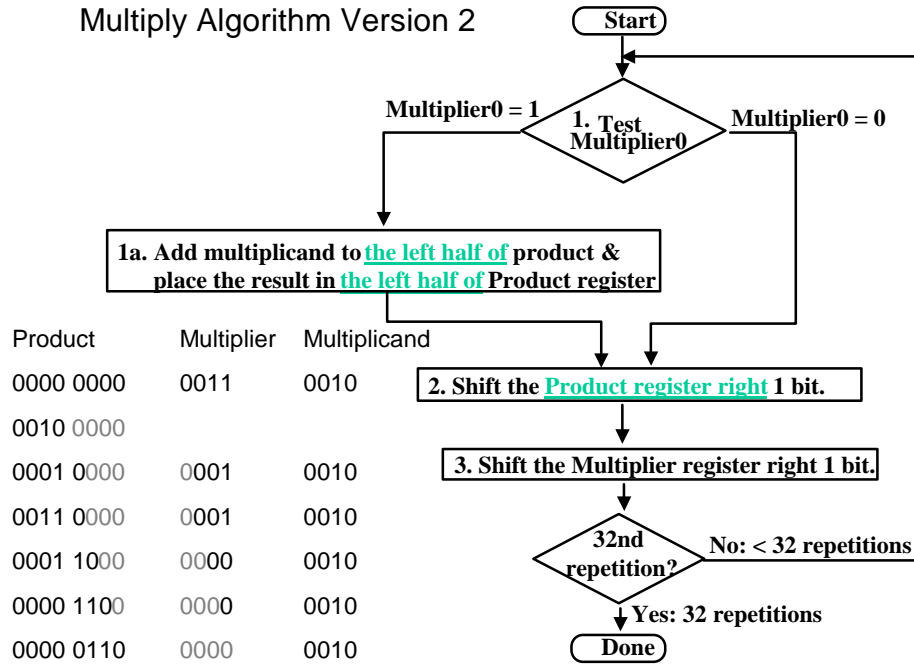 Multiply Algorithm Version 2
Start
Multiplier0 = 1
1. Test
Multiplier0
Multiplier0 = 0
1a. Add multiplicand to the left half of product &
place the result in the left half of Product register
Product Multiplier Multiplicand
0000 0000 0011 0010
0010 0000
0001 0000 0001 0010
0011 0000 0001 0010
0001 1000 0000 0010
0000 1100 0000 0010
0000 0110 0000 0010
2. Shift the Product register right 1 bit.
3. Shift the Multiplier register right 1 bit.
32nd
repetition?
No: < 32 repetitions
Yes: 32 repetitions
Done